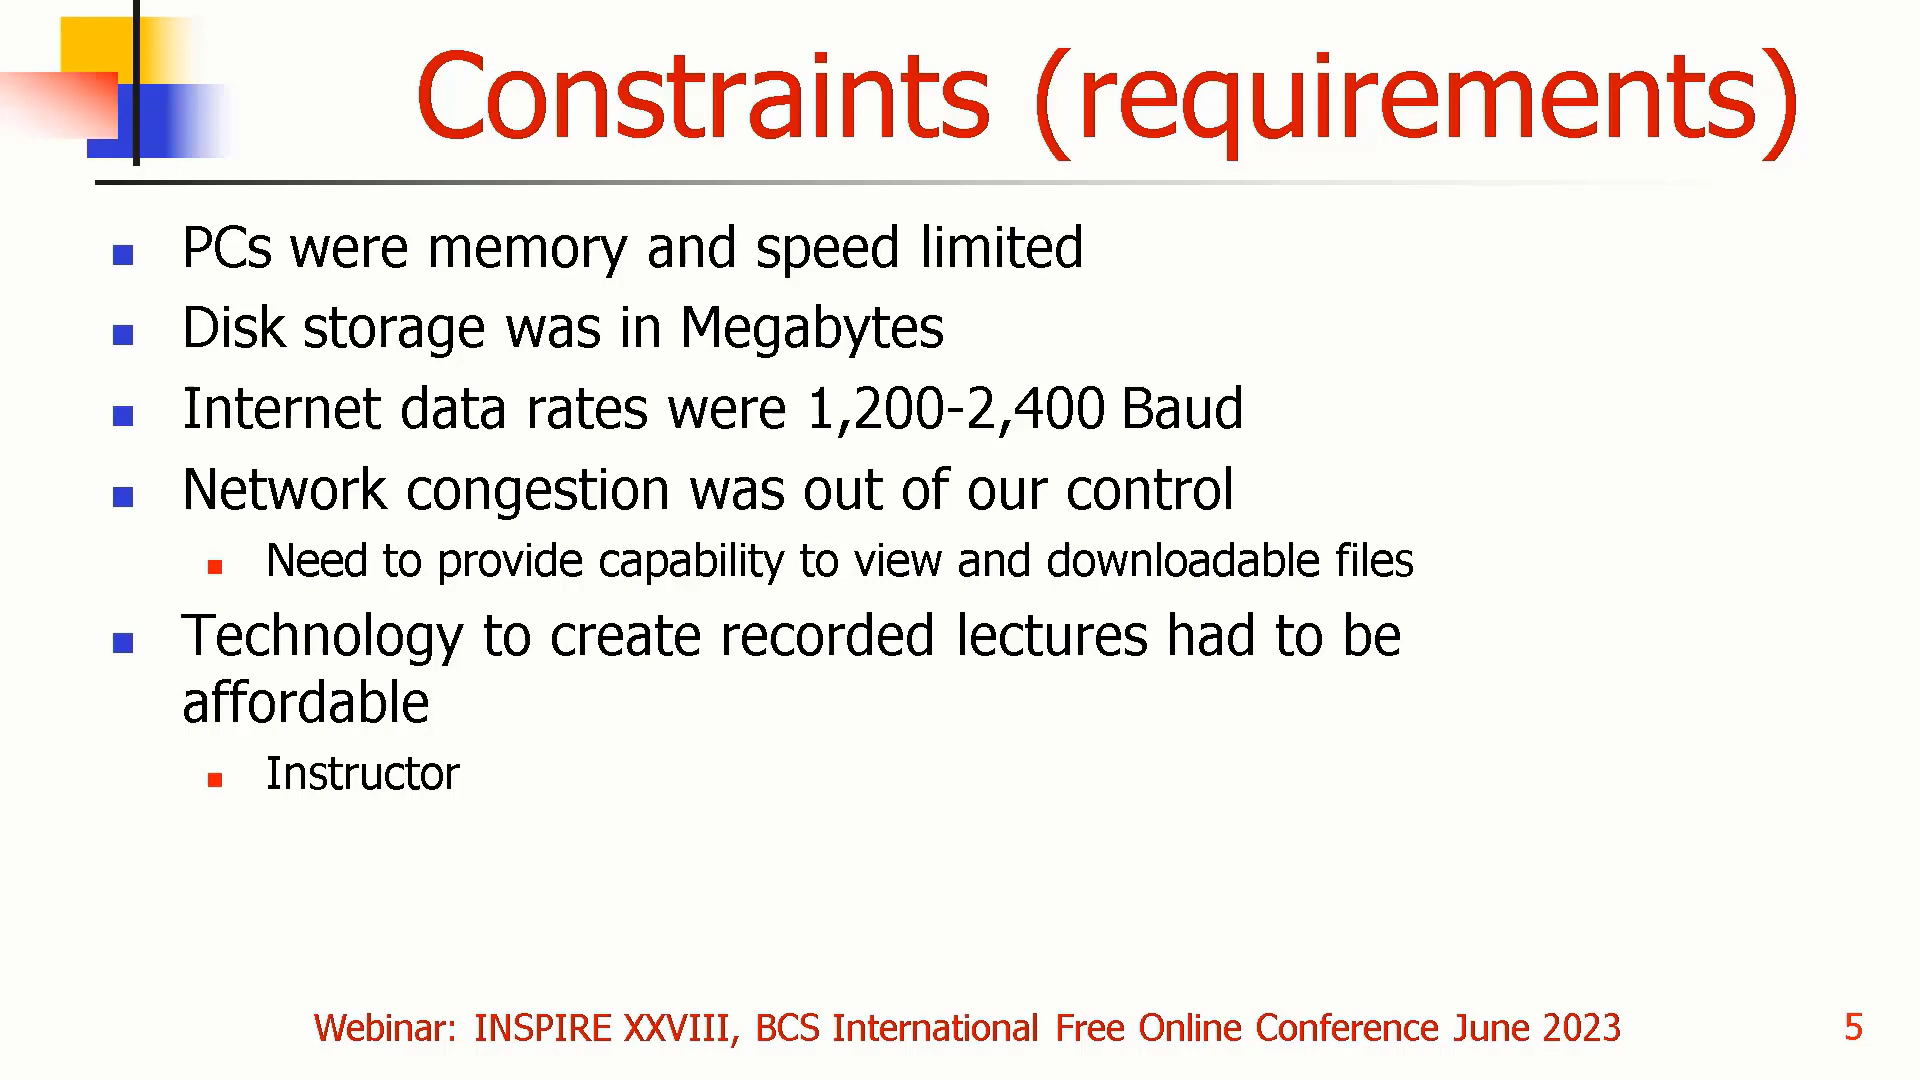 Constraints (requirements)
PCs were memory and speed limited
Disk storage was in Megabytes
Internet data rates were 1,200-2,400 Baud
Network congestion was out of our control
Need to provide capability to view and downloadable files
Technology to create recorded lectures had to be
affordable
Instructor
Webinar: INSPIRE XXVIII, BCS International Free Online Conference June 2023
5